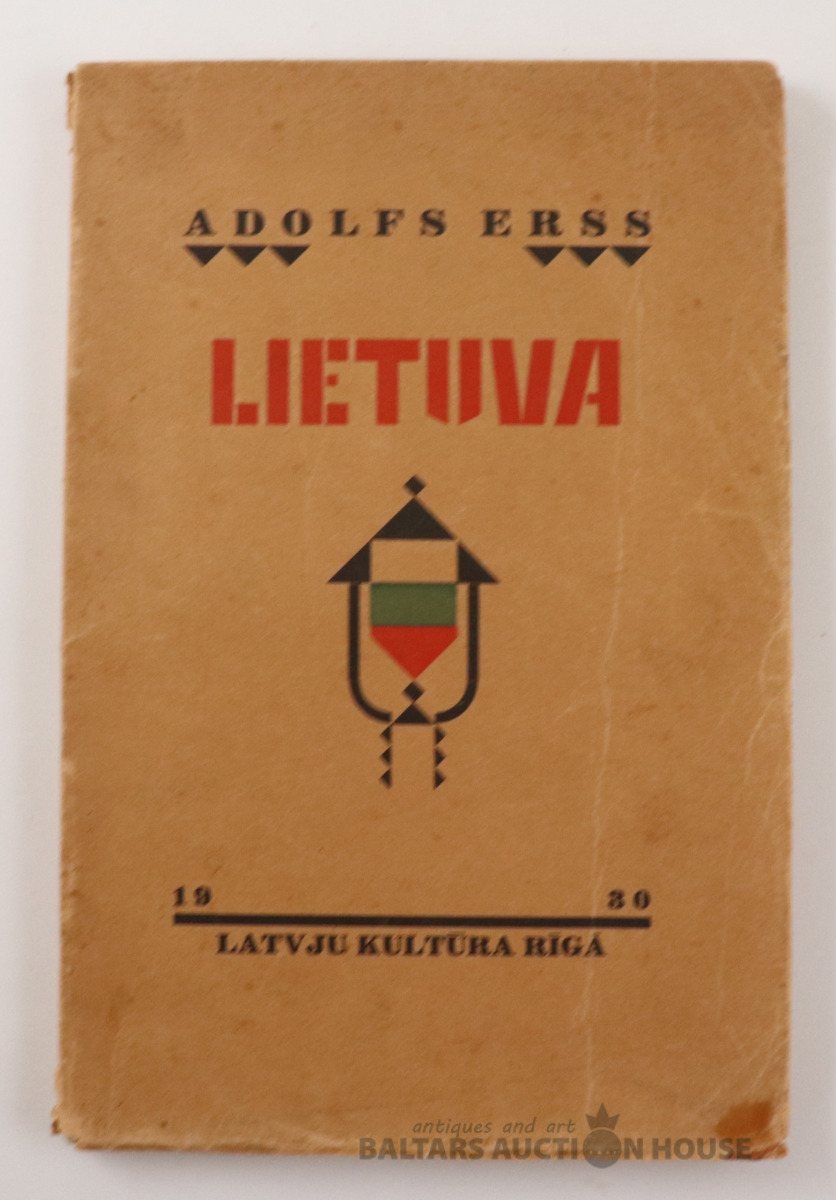 ADOLFS ERSS
LIETUVA
19 30
LATVJU KULTŪRA RĪGĀ
antiques and art
BALTARS AUCTION HOUSE